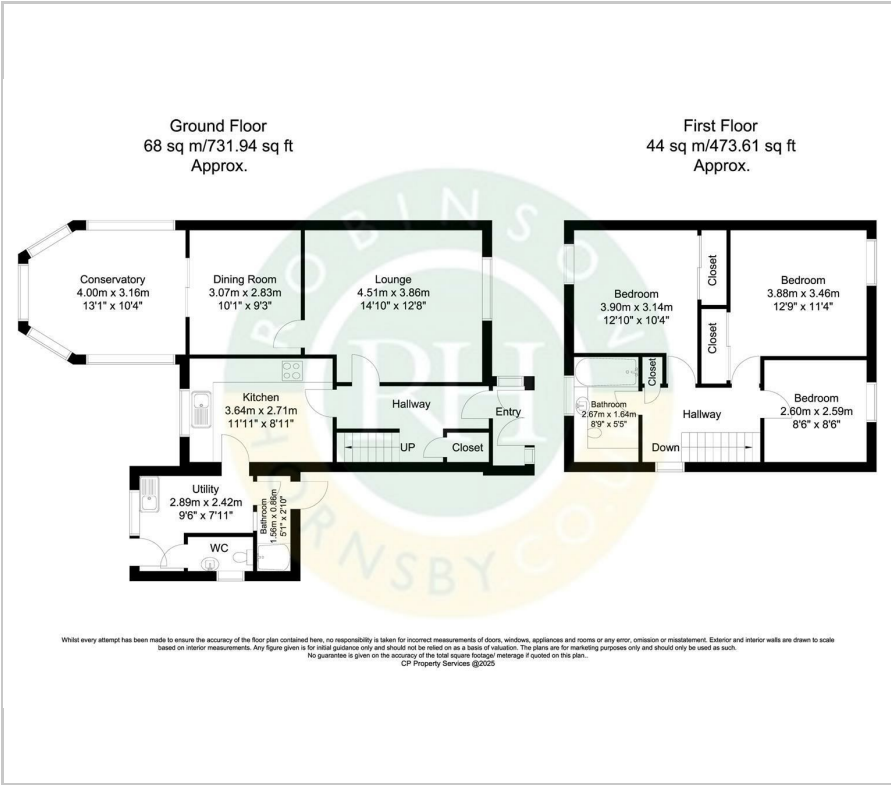 Ground Floor
68 sq m/731.94 sq ft
Approx.
First Floor
44 sq m/473.61 sq ft
Approx.
Conservatory
4.00m x 3.16m
13'1" x 10'4"
Dining Room
3.07m x 2.83m
10'1" x 9'3"
Lounge
4.51m x 3.86m
14'10" x 12'8"
Kitchen
3.64m x 2.71m
11'11" x 8'11"
Hallway
Entry
UP
Closet
Utility
2.89m x 2.42m
9'6" x 7'11"
Bathroom
1.56m x 0.86m
5'1" x 2'10"
WC
Bedroom
3.90m x 3.14m
12'10" x 10'4"
Closet
Closet
Bedroom
3.88m x 3.46m
12'9" x 11'4"
Closet
Bathroom
2.67m x 1.64m
8'9" x 5'5"
Hallway
Down
Bedroom
2.60m x 2.59m
8'6" x 8'6"
ROBINSON
RH
HORNSBY CO
Whilst every attempt has been made to ensure the accuracy of the floor plan contained here, no responsibility is taken for incorrect measurements of doors, windows, appliances and rooms or any error, omission or misstatement. Exterior and interior walls are drawn to scale
based on interior measurements. Any figure given is for initial guidance only and should not be relied on as a basis of valuation. The plans are for marketing purposes only and should only be used as such.
No guarantee is given on the accuracy of the total square footage/ meterage if quoted on this plan..
CP Property Services @2025